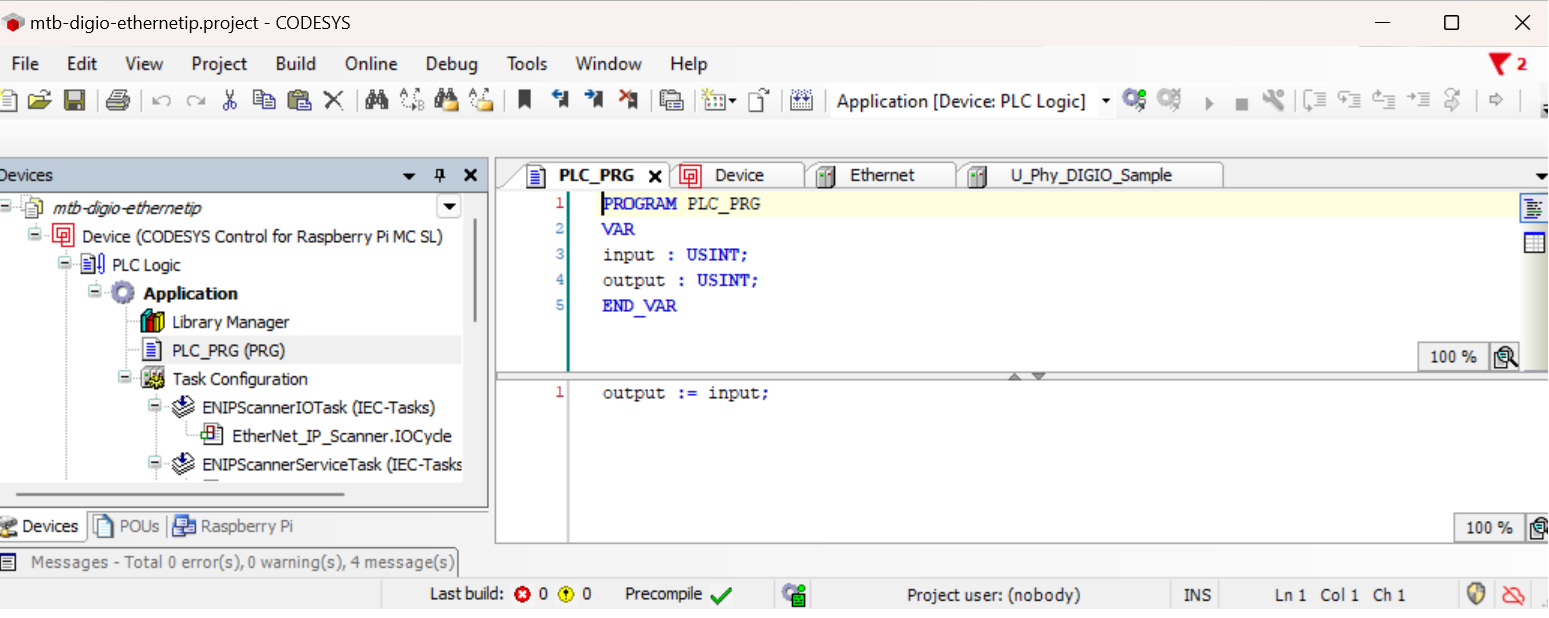 mtb-digio-ethernetip.project - CODESYS
File Edit View Project Build Online Debug Tools Window Help
2
Application [Device: PLC Logic]
Devices
mtb-digio-ethernetip
Device (CODESYS Control for Raspberry Pi MC SL)
PLC Logic
Application
Library Manager
PLC_PRG (PRG)
Task Configuration
ENIPScannerIOTask (IEC-Tasks)
EtherNet_IP_Scanner.IOCycle
ENIPScannerServiceTask (IEC-Tasks
Devices POUs Raspberry Pi
PLC_PRG Device Ethernet U_Phy_DIGIO_Sample
1 PROGRAM PLC_PRG
2 VAR
3 input : USINT;
4 output : USINT;
5 END_VAR
100 %
1 output := input;
100 %
Messages - Total 0 error(s), 0 warning(s), 4 message(s)
Last build: 0 0 Precompile Project user: (nobody) INS Ln 1 Col 1 Ch 1